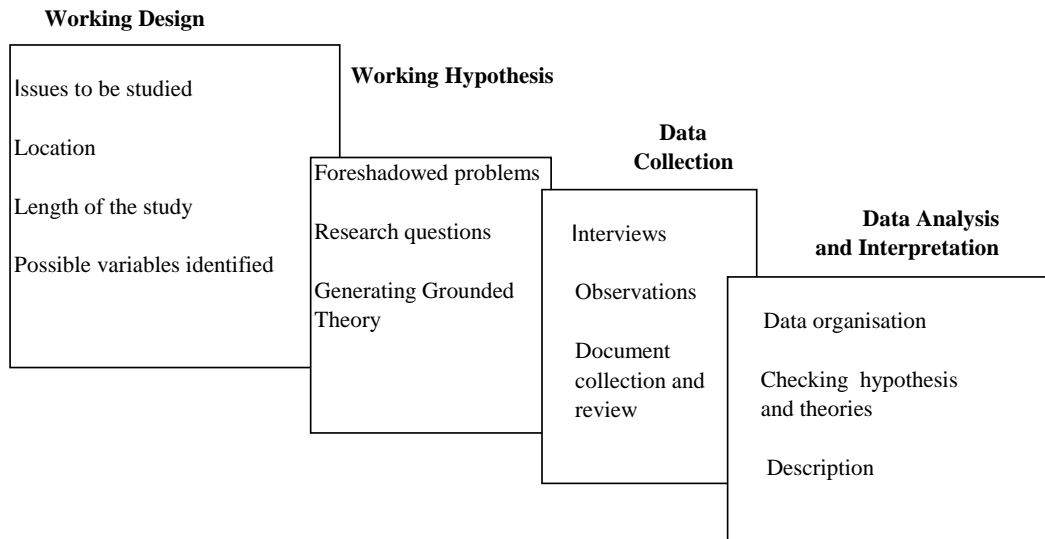 Working Design
Issues to be studied
Location
Length of the study
Possible variables identified
Working Hypothesis
Foreshadowed problems
Research questions
Generating Grounded
Theory
Data
Collection
Interviews
Observations
Document
collection and
review
Data Analysis
and Interpretation
Data organisation
Checking hypothesis
and theories
Description